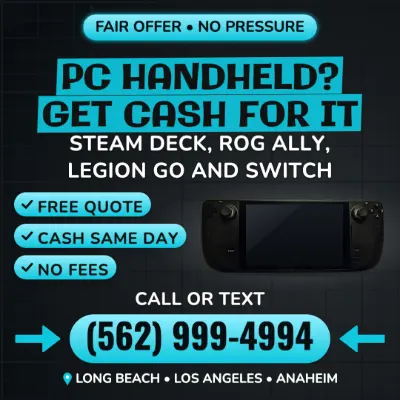 FAIR OFFER • NO PRESSURE
PC HANDHELD?
GET CASH FOR IT
STEAM DECK, ROG ALLY,
LEGION GO AND SWITCH
FREE QUOTE
CASH SAME DAY
NO FEES
CALL OR TEXT
(562) 999-4994
LONG BEACH • LOS ANGELES • ANAHEIM